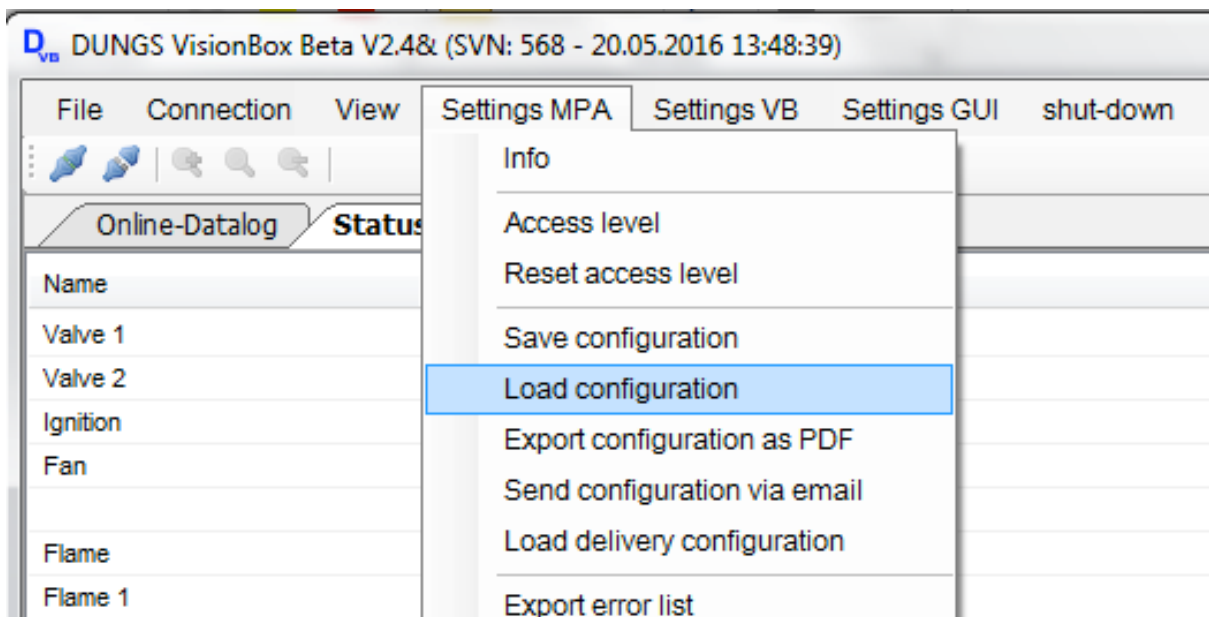 DVB DUNGS VisionBox Beta V2.4& (SVN: 568 - 20.05.2016 13:48:39)
File Connection View Settings MPA Settings VB Settings GUI shut-down
Info
Online-Datalog Status
Access level
Reset access level
Name
Valve 1
Save configuration
Valve 2
Load configuration
Ignition
Export configuration as PDF
Fan
Send configuration via email
Load delivery configuration
Flame
Flame 1
Export error list